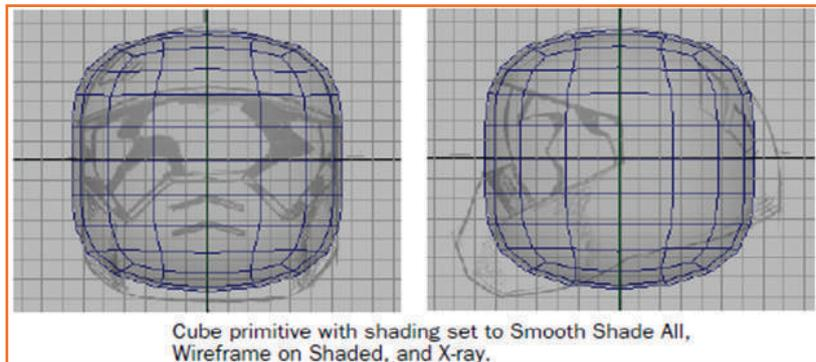 Cube primitive with shading set to Smooth Shade All,
Wireframe on Shaded, and X-ray.